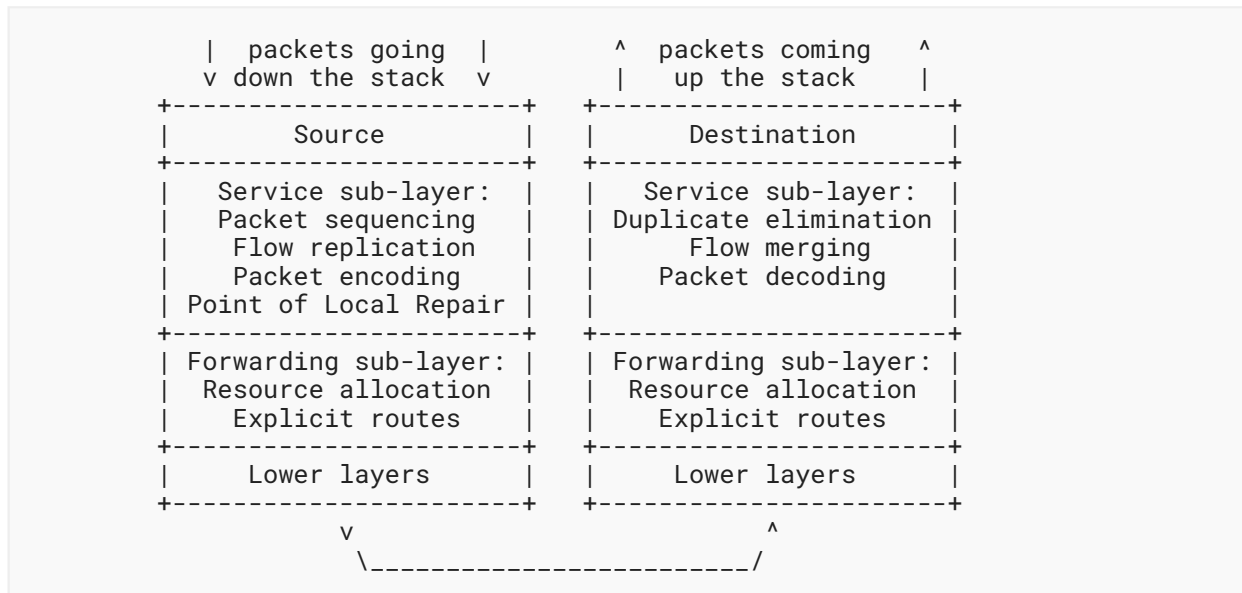 |  packets going  |        ^  packets coming   ^
   v down the stack  v        |   up the stack    |
+-----------------------+   +-----------------------+
|        Source         |   |      Destination      |
+-----------------------+   +-----------------------+
|   Service sub-layer:  |   |   Service sub-layer:  |
|   Packet sequencing   |   | Duplicate elimination |
|    Flow replication   |   |      Flow merging     |
|    Packet encoding    |   |    Packet decoding    |
| Point of Local Repair |   |                       |
+-----------------------+   +-----------------------+
| Forwarding sub-layer: |   | Forwarding sub-layer: |
|  Resource allocation  |   |  Resource allocation  |
|    Explicit routes    |   |    Explicit routes    |
+-----------------------+   +-----------------------+
|     Lower layers      |   |     Lower layers      |
+-----------------------+   +-----------------------+
            v                           ^
             \_________________________/